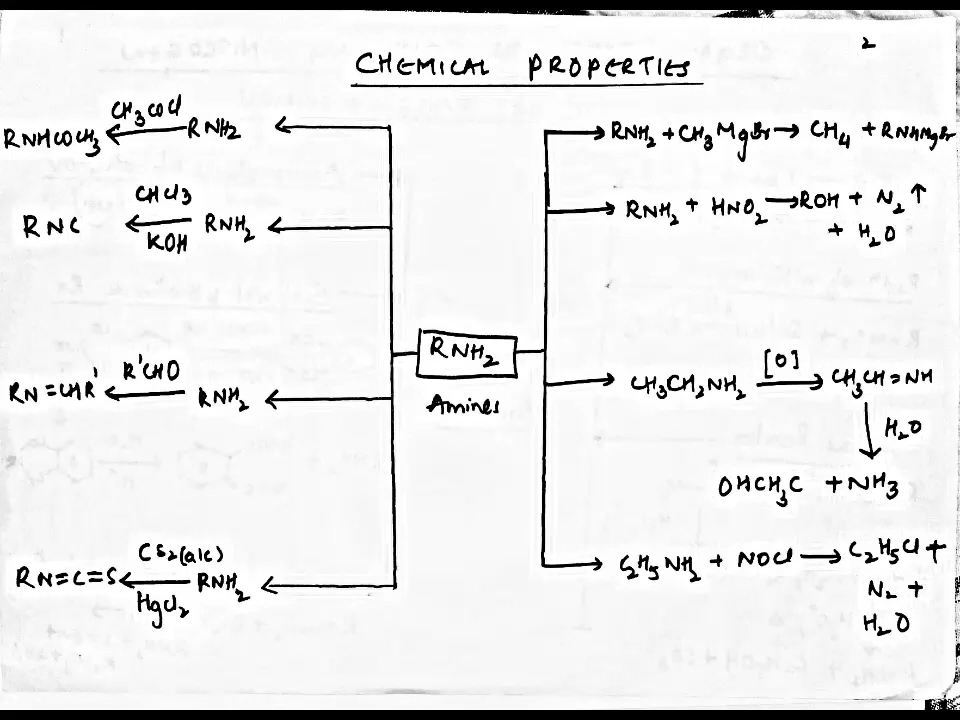 2
CHEMICAL PROPERTIES
RNHCOCH₃ ← CH₃COCl RNH₂ ←
RNC ← CHCl₃ KOH RNH₂ ←
RN=CHR' ← R'CHO RNH₂ ←
RN=C=S ← CS₂(alc) HgCl₂ RNH₂ ←
RNH₂
Amines
→ RNH₂ + CH₃MgBr → CH₄ + RNHMgBr
→ RNH₂ + HNO₂ → ROH + N₂ ↑
+ H₂O
→ CH₃CH₂NH₂ [O] → CH₃CH=NH
↓ H₂O
OHCH₃C + NH₃
→ C₂H₅NH₂ + NOCl → C₂H₅Cl +
N₂ +
H₂O